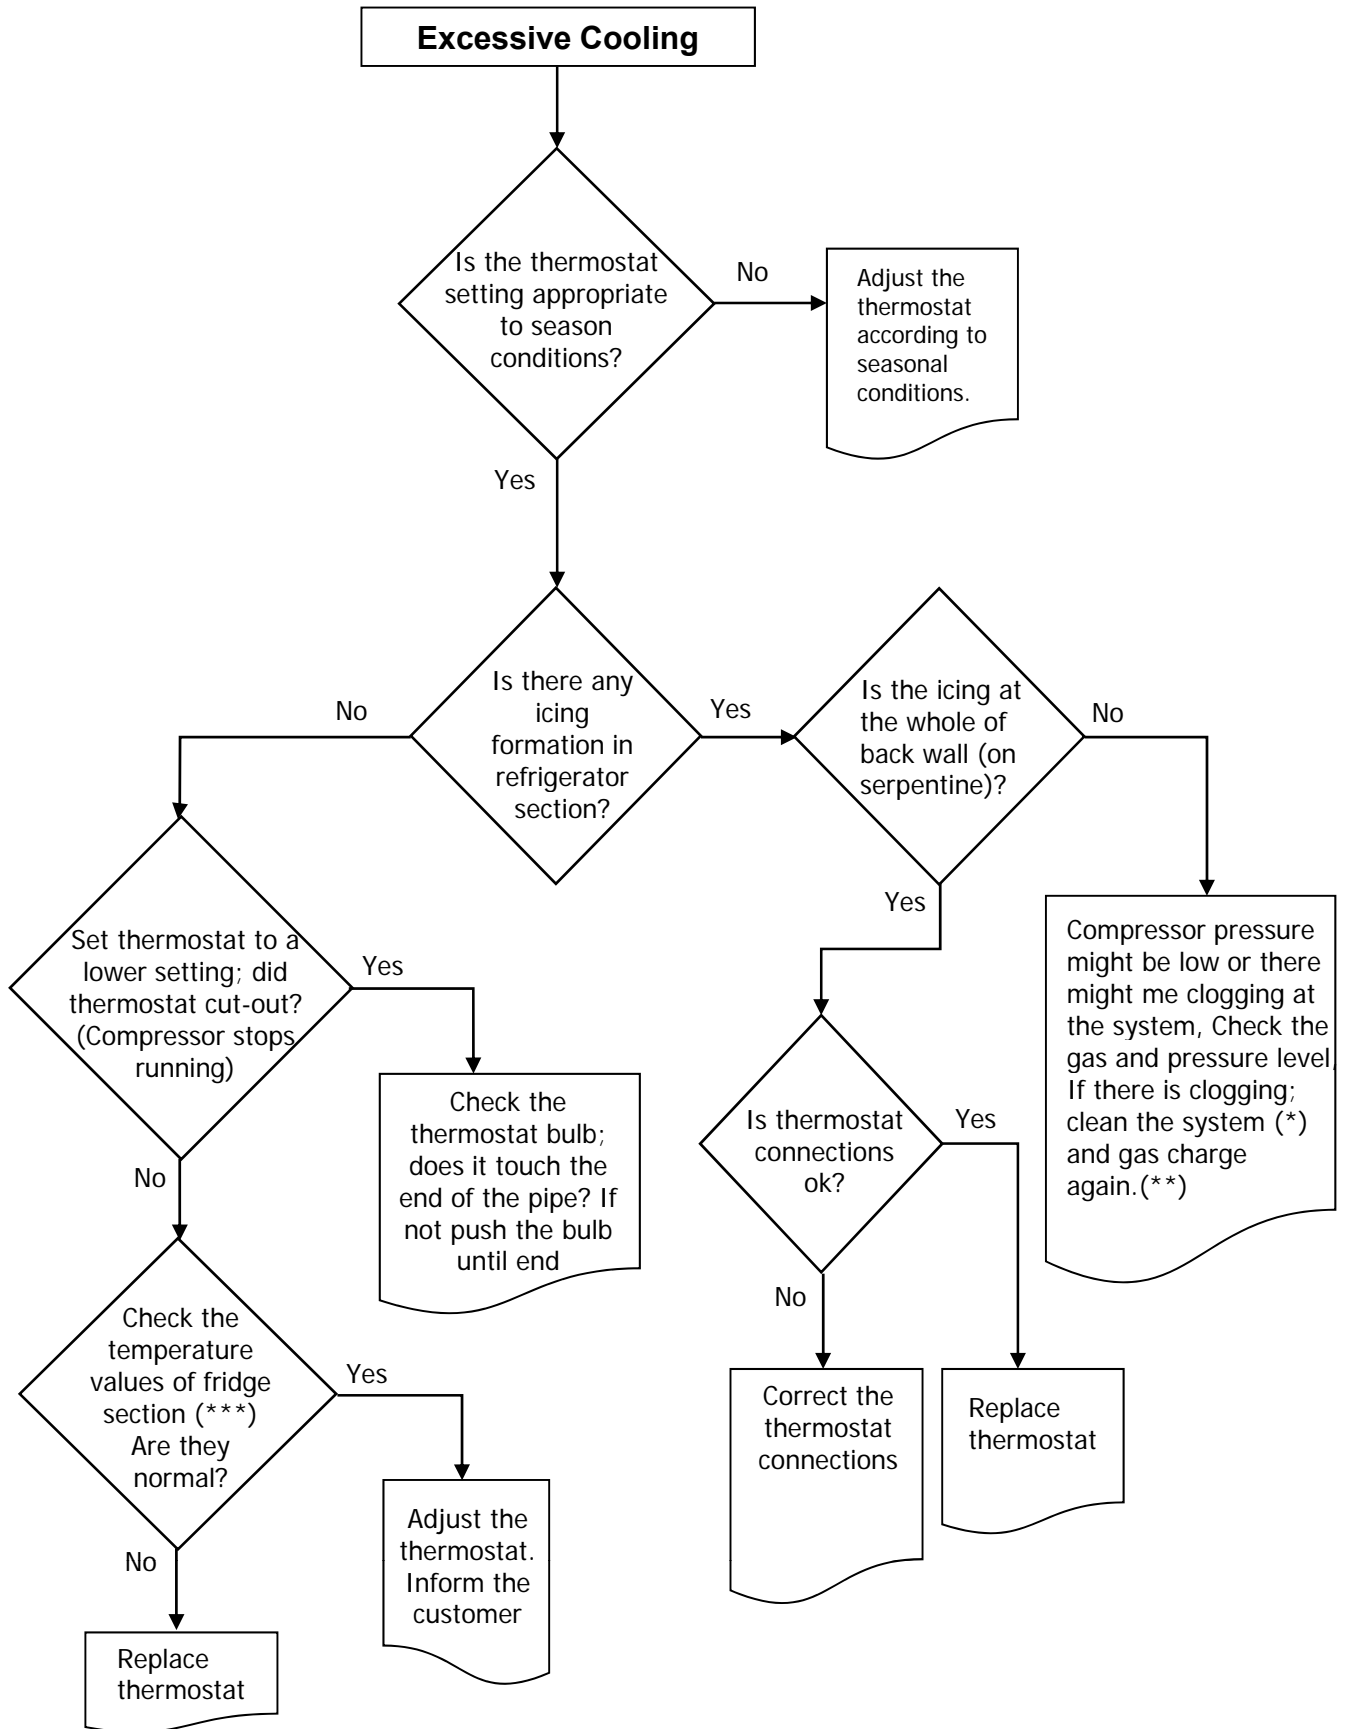 Excessive Cooling
Is the thermostat
setting appropriate
to season
conditions?
No
Adjust the
thermostat
according to
seasonal
conditions.
Yes
Is there any
icing
formation in
refrigerator
section?
No
Yes
Is the icing at
the whole of
back wall (on
serpentine)?
No
Yes
Set thermostat to a
lower setting; did
thermostat cut-out?
(Compressor stops
running)
Yes
No
Check the
thermostat bulb;
does it touch the
end of the pipe? If
not push the bulb
until end
Is thermostat
connections
ok?
Yes
No
Compressor pressure
might be low or there
might me clogging at
the system, Check the
gas and pressure level,
If there is clogging;
clean the system (*)
and gas charge
again.(**)
Check the
temperature
values of fridge
section (***)
Are they
normal?
Yes
No
Adjust the
thermostat.
Inform the
customer
Correct the
thermostat
connections
Replace
thermostat
Replace
thermostat